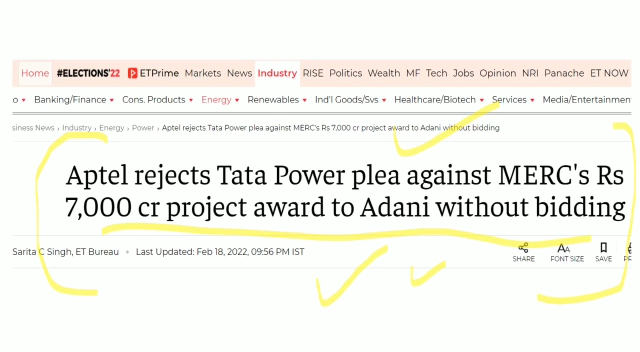 Home #ELECTIONS'22 ETPrime Markets News Industry RISE Politics Wealth MF Tech Jobs Opinion NRI Panache ET NOW
Banking/Finance Cons. Products Energy Renewables Ind'l Goods/Svs Healthcare/Biotech Services Media/Entertainment
siness News › Industry › Energy › Power › Aptel rejects Tata Power plea against MERC's Rs 7,000 cr project award to Adani without bidding
Aptel rejects Tata Power plea against MERC's Rs
7,000 cr project award to Adani without bidding
Sarita C Singh, ET Bureau • Last Updated: Feb 18, 2022, 09:56 PM IST
SHARE FONT SIZE SAVE